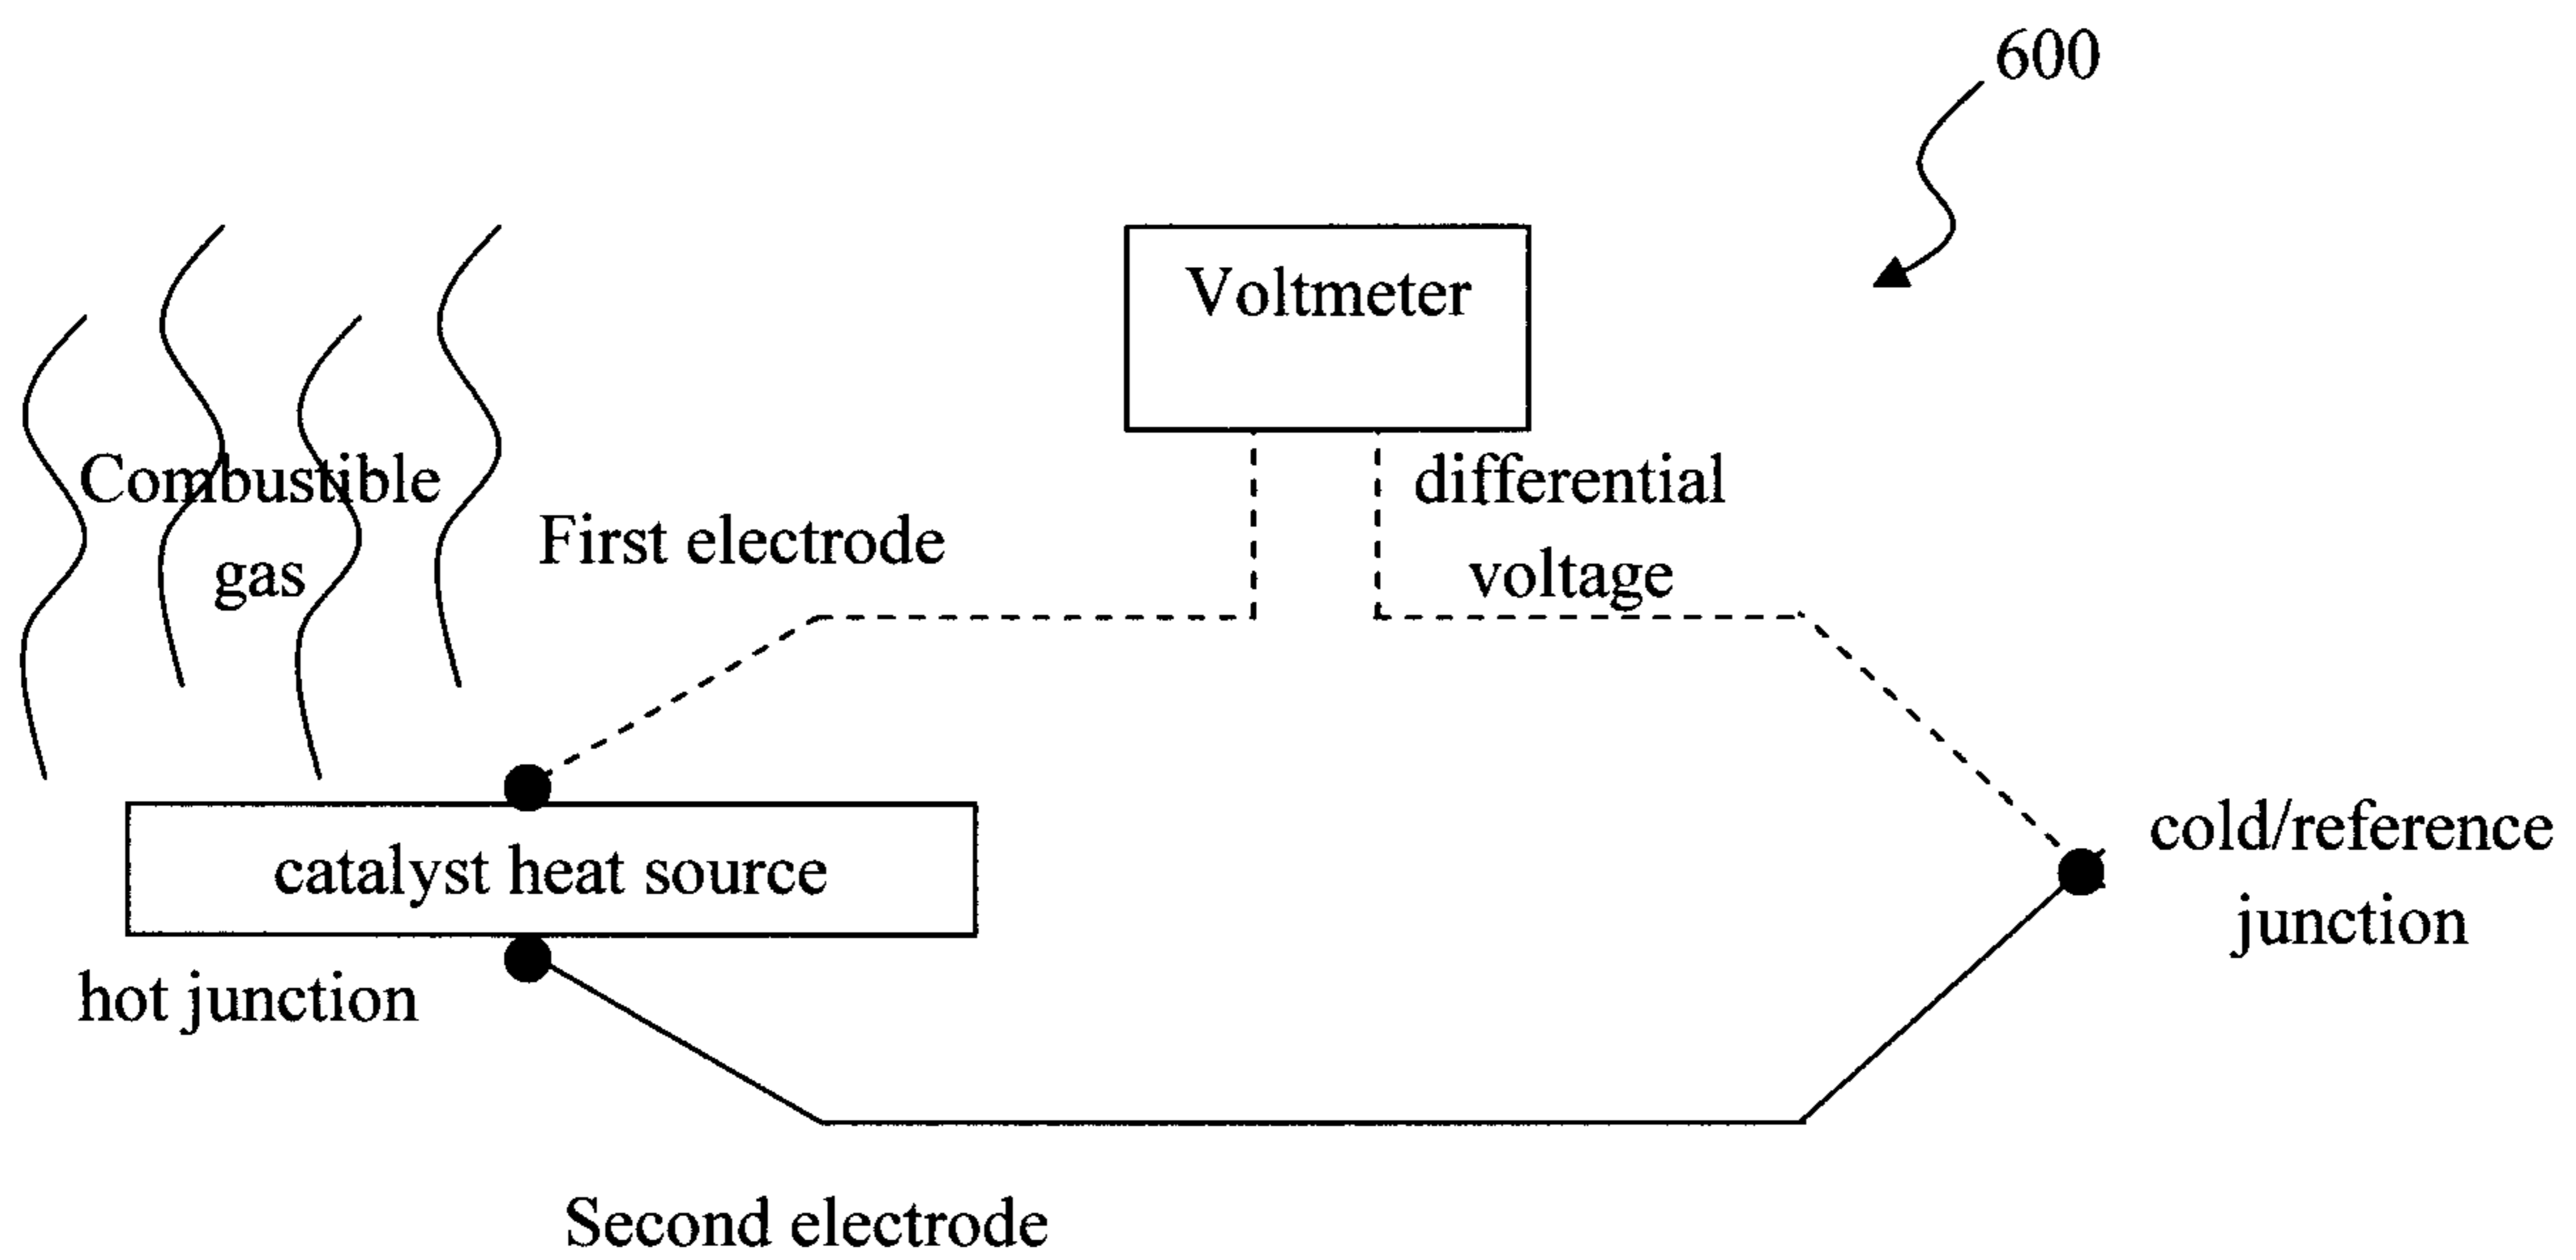 600
Voltmeter
Combustible
gas
First electrode
differential
voltage
catalyst heat source
cold/reference
junction
hot junction
Second electrode